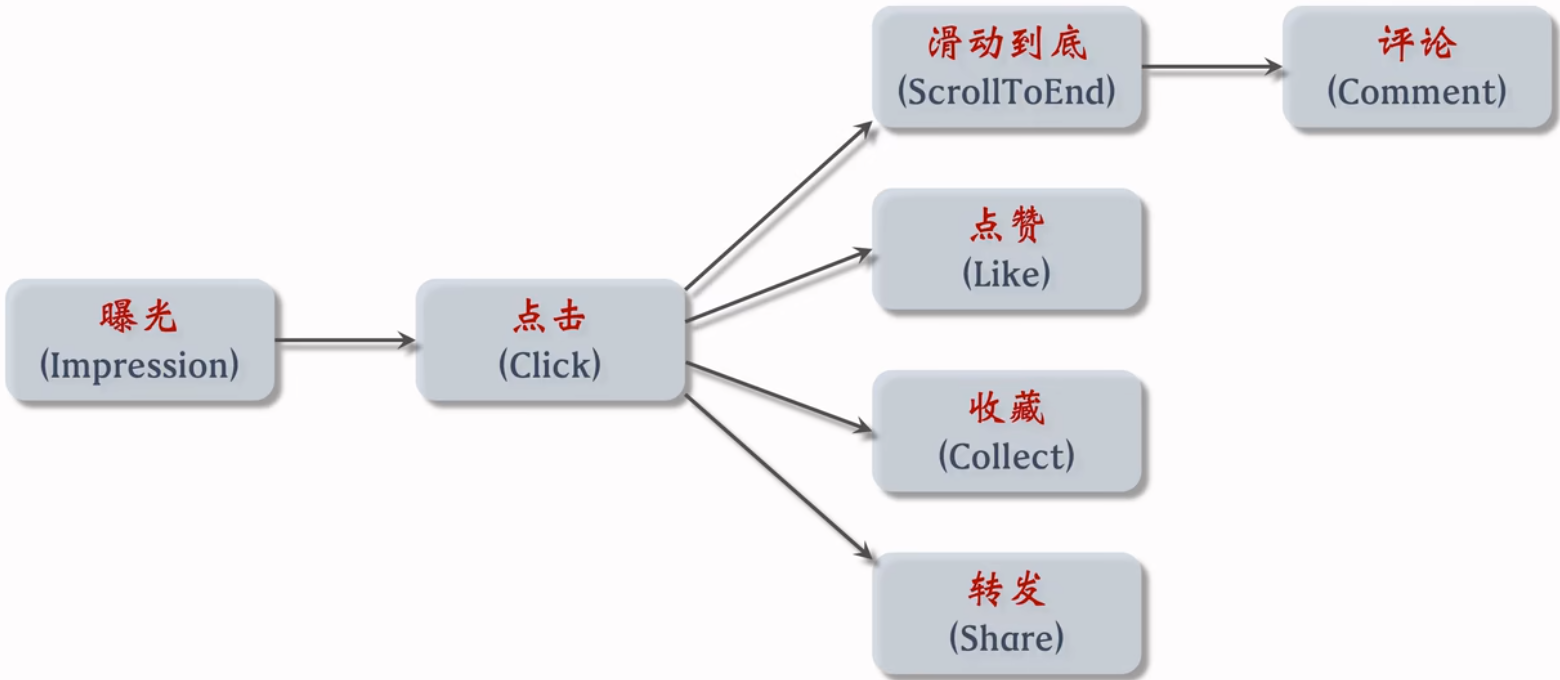 滑动到底
(ScrollToEnd)
评论
(Comment)
点赞
(Like)
曝光
(Impression)
点击
(Click)
收藏
(Collect)
转发
(Share)